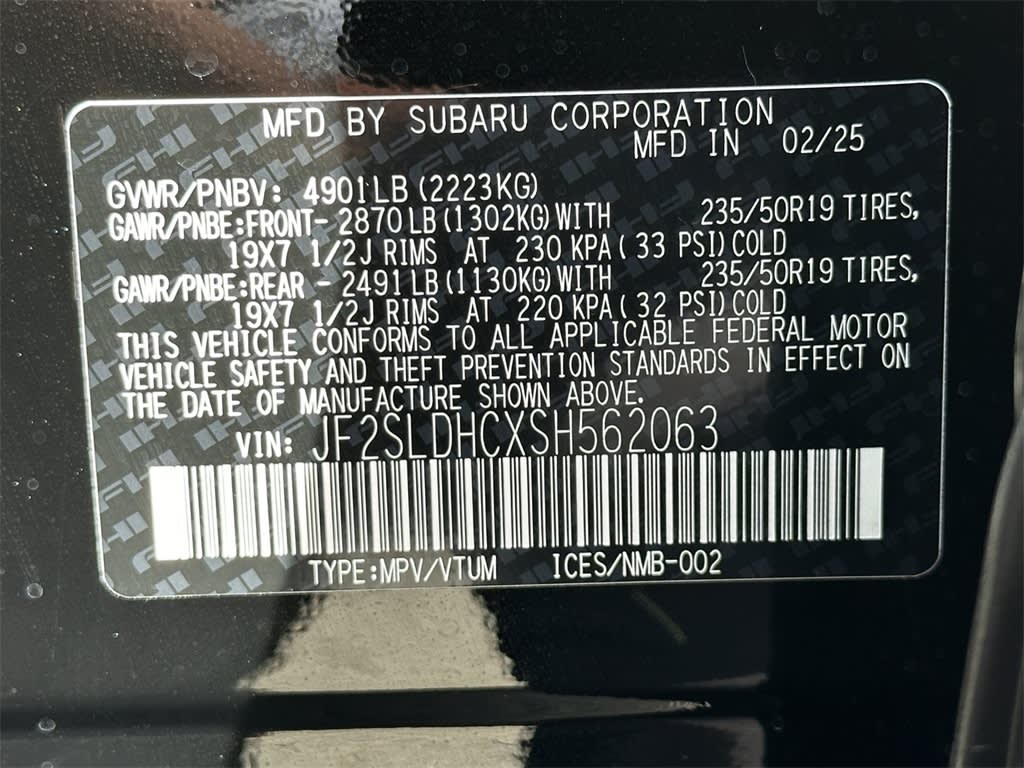 MFD BY SUBARU CORPORATION
MFD IN 02/25
GVWR/PNBV: 4901LB(2223KG)
GAWR/PNBE:FRONT-2870LB(1302KG)WITH 235/50R19 TIRES,
19X7 1/2J RIMS AT 230 KPA(33 PSI)COLD
GAWR/PNBE:REAR -2491LB(1130KG)WITH 235/50R19 TIRES,
19X7 1/2J RIMS AT 220 KPA(32 PSI)COLD
THIS VEHICLE CONFORMS TO ALL APPLICABLE FEDERAL MOTOR
VEHICLE SAFETY AND THEFT PREVENTION STANDARDS IN EFFECT ON
THE DATE OF MANUFACTURE SHOWN ABOVE.
VIN: JF2SLDHCXSH562063
TYPE:MPV/VTUM ICES/NMB-002